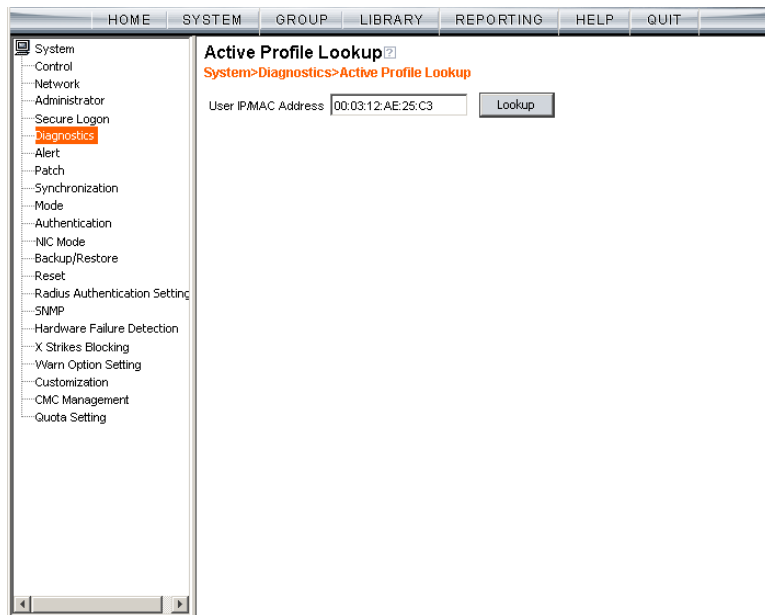 HOME SYSTEM GROUP LIBRARY REPORTING HELP QUIT
System
Control
Network
Administrator
Secure Logon
Diagnostics
Alert
Patch
Synchronization
Mode
Authentication
NIC Mode
Backup/Restore
Reset
Radius Authentication Setting
SNMP
Hardware Failure Detection
X Strikes Blocking
Warn Option Setting
Customization
CMC Management
Quota Setting
Active Profile Lookup ?
System>Diagnostics>Active Profile Lookup
User IP/MAC Address 00:03:12:AE:25:C3 Lookup